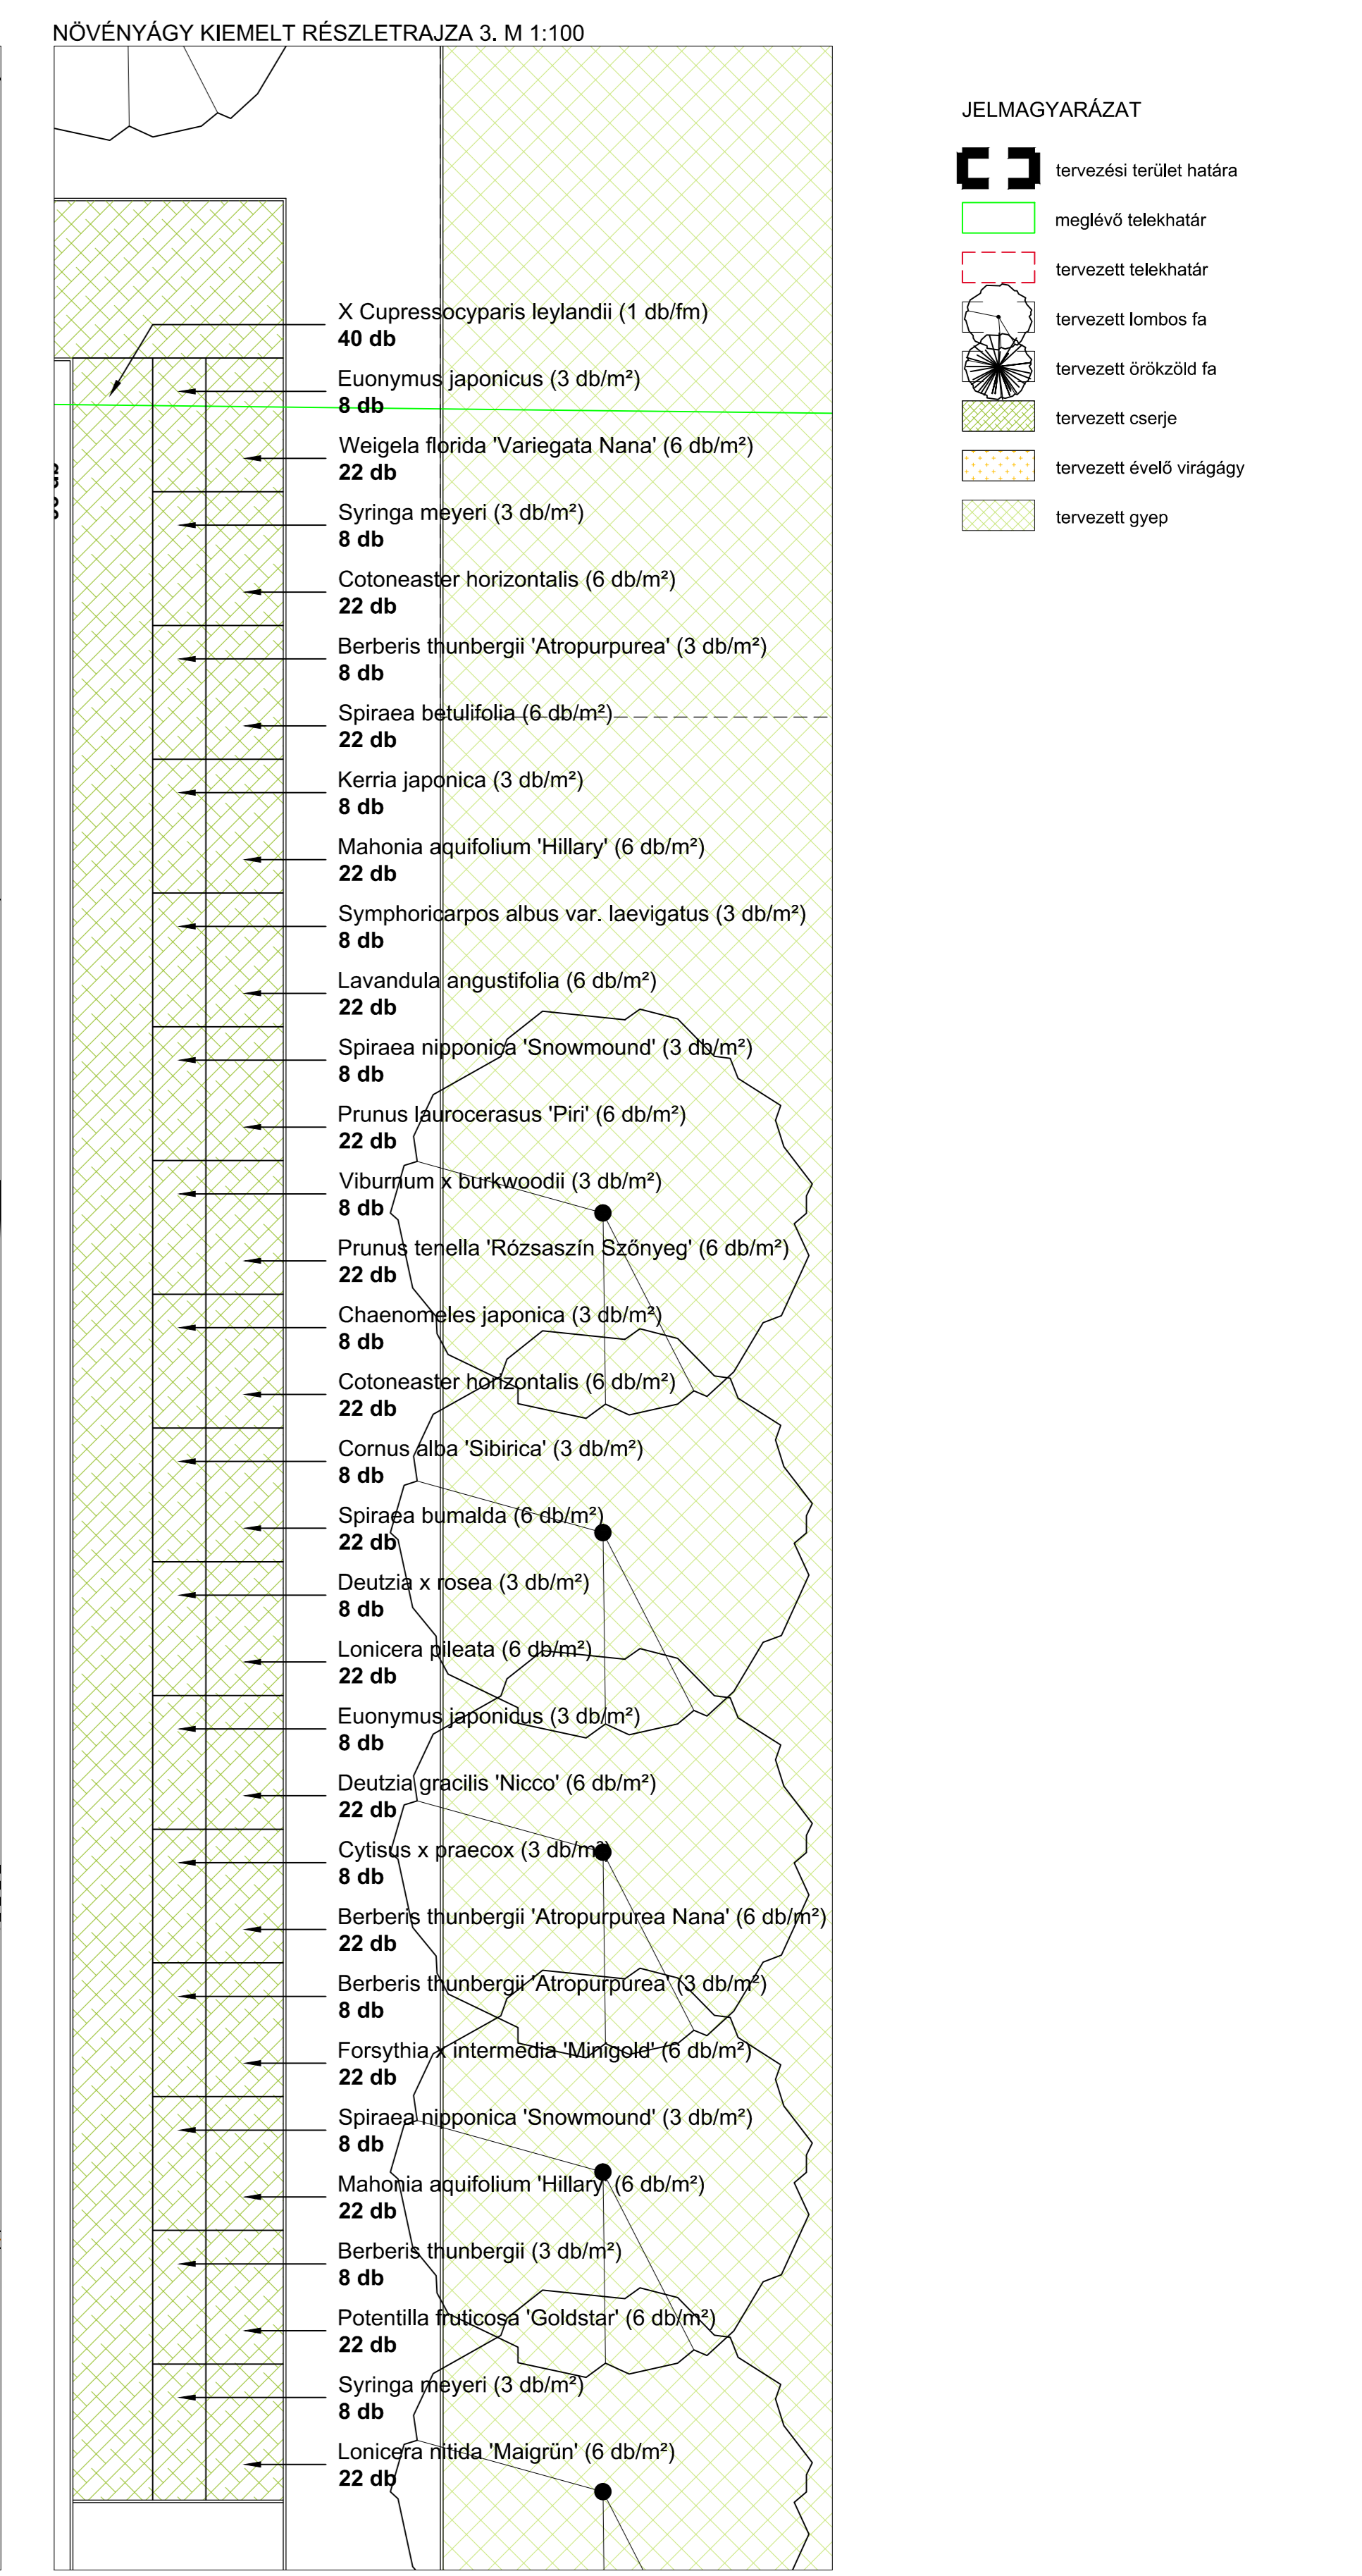 NÖVÉNYÁGY KIEMELT RÉSZLETRAJZA 3. M 1:100
X Cupressocyparis leylandii (1 db/fm)
40 db
Euonymus japonicus (3 db/m²)
8 db
Weigela florida 'Variegata Nana' (6 db/m²)
22 db
Syringa meyeri (3 db/m²)
8 db
Cotoneaster horizontalis (6 db/m²)
22 db
Berberis thunbergii 'Atropurpurea' (3 db/m²)
8 db
Spiraea betulifolia (6 db/m²)
22 db
Kerria japonica (3 db/m²)
8 db
Mahonia aquifolium 'Hillary' (6 db/m²)
22 db
Symphoricarpos albus var. laevigatus (3 db/m²)
8 db
Lavandula angustifolia (6 db/m²)
22 db
Spiraea nipponica 'Snowmound' (3 db/m²)
8 db
Prunus laurocerasus 'Piri' (6 db/m²)
22 db
Viburnum x burkwoodii (3 db/m²)
8 db
Prunus tenella 'Rózsaszín Szőnyeg' (6 db/m²)
22 db
Chaenomeles japonica (3 db/m²)
8 db
Cotoneaster horizontalis (6 db/m²)
22 db
Cornus alba 'Sibirica' (3 db/m²)
8 db
Spiraea bumalda (6 db/m²)
22 db
Deutzia x rosea (3 db/m²)
8 db
Lonicera pileata (6 db/m²)
22 db
Euonymus japonicus (3 db/m²)
8 db
Deutzia gracilis 'Nicco' (6 db/m²)
22 db
Cytisus x praecox (3 db/m²)
8 db
Berberis thunbergii 'Atropurpurea Nana' (6 db/m²)
22 db
Berberis thunbergii 'Atropurpurea' (3 db/m²)
8 db
Forsythia x intermedia 'Minigold' (6 db/m²)
22 db
Spiraea nipponica 'Snowmound' (3 db/m²)
8 db
Mahonia aquifolium 'Hillary' (6 db/m²)
22 db
Berberis thunbergii (3 db/m²)
8 db
Potentilla fruticosa 'Goldstar' (6 db/m²)
22 db
Syringa meyeri (3 db/m²)
8 db
Lonicera nitida 'Maigrün' (6 db/m²)
22 db
JELMAGYARÁZAT
tervezési terület határa
meglévő telekhatár
tervezett telekhatár
tervezett lombos fa
tervezett örökzöld fa
tervezett cserje
tervezett évelő virágágy
tervezett gyep